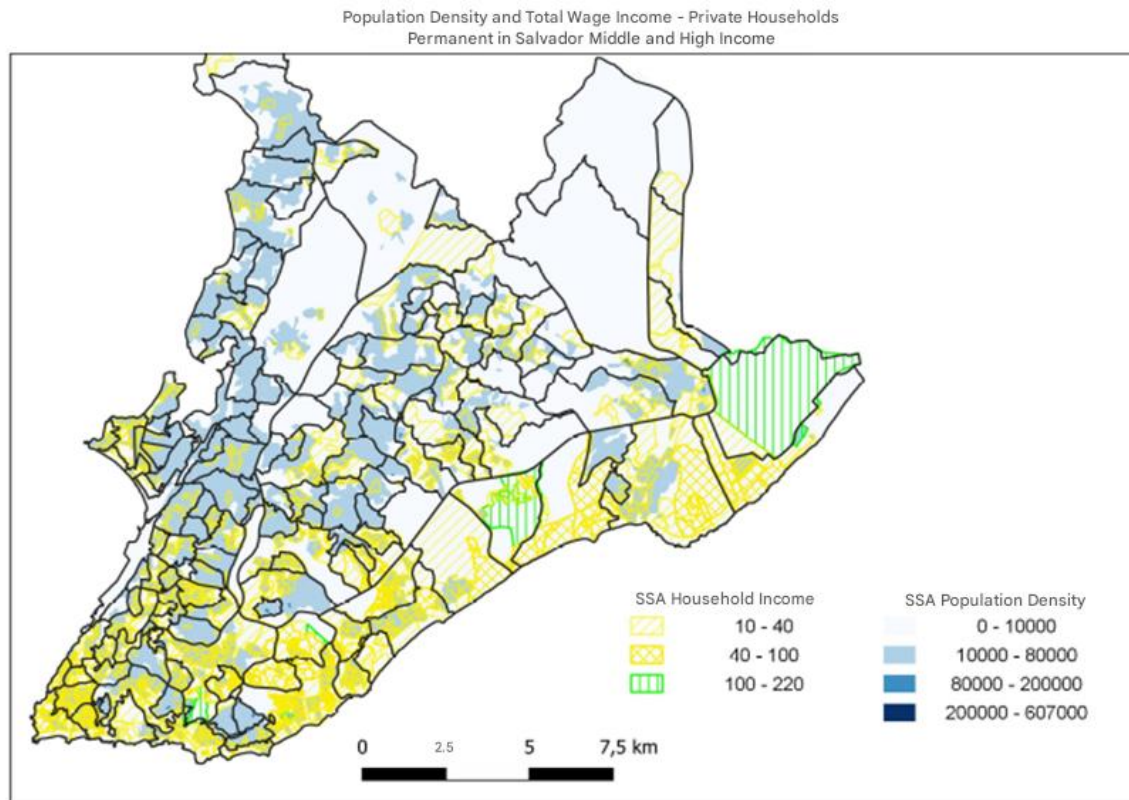 Population Density and Total Wage Income - Private Households
Permanent in Salvador Middle and High Income
SSA Household Income
10 - 40
40 - 100
100 - 220
SSA Population Density
0 - 10000
10000 - 80000
80000 - 200000
200000 - 607000
0 2.5 5 7,5 km